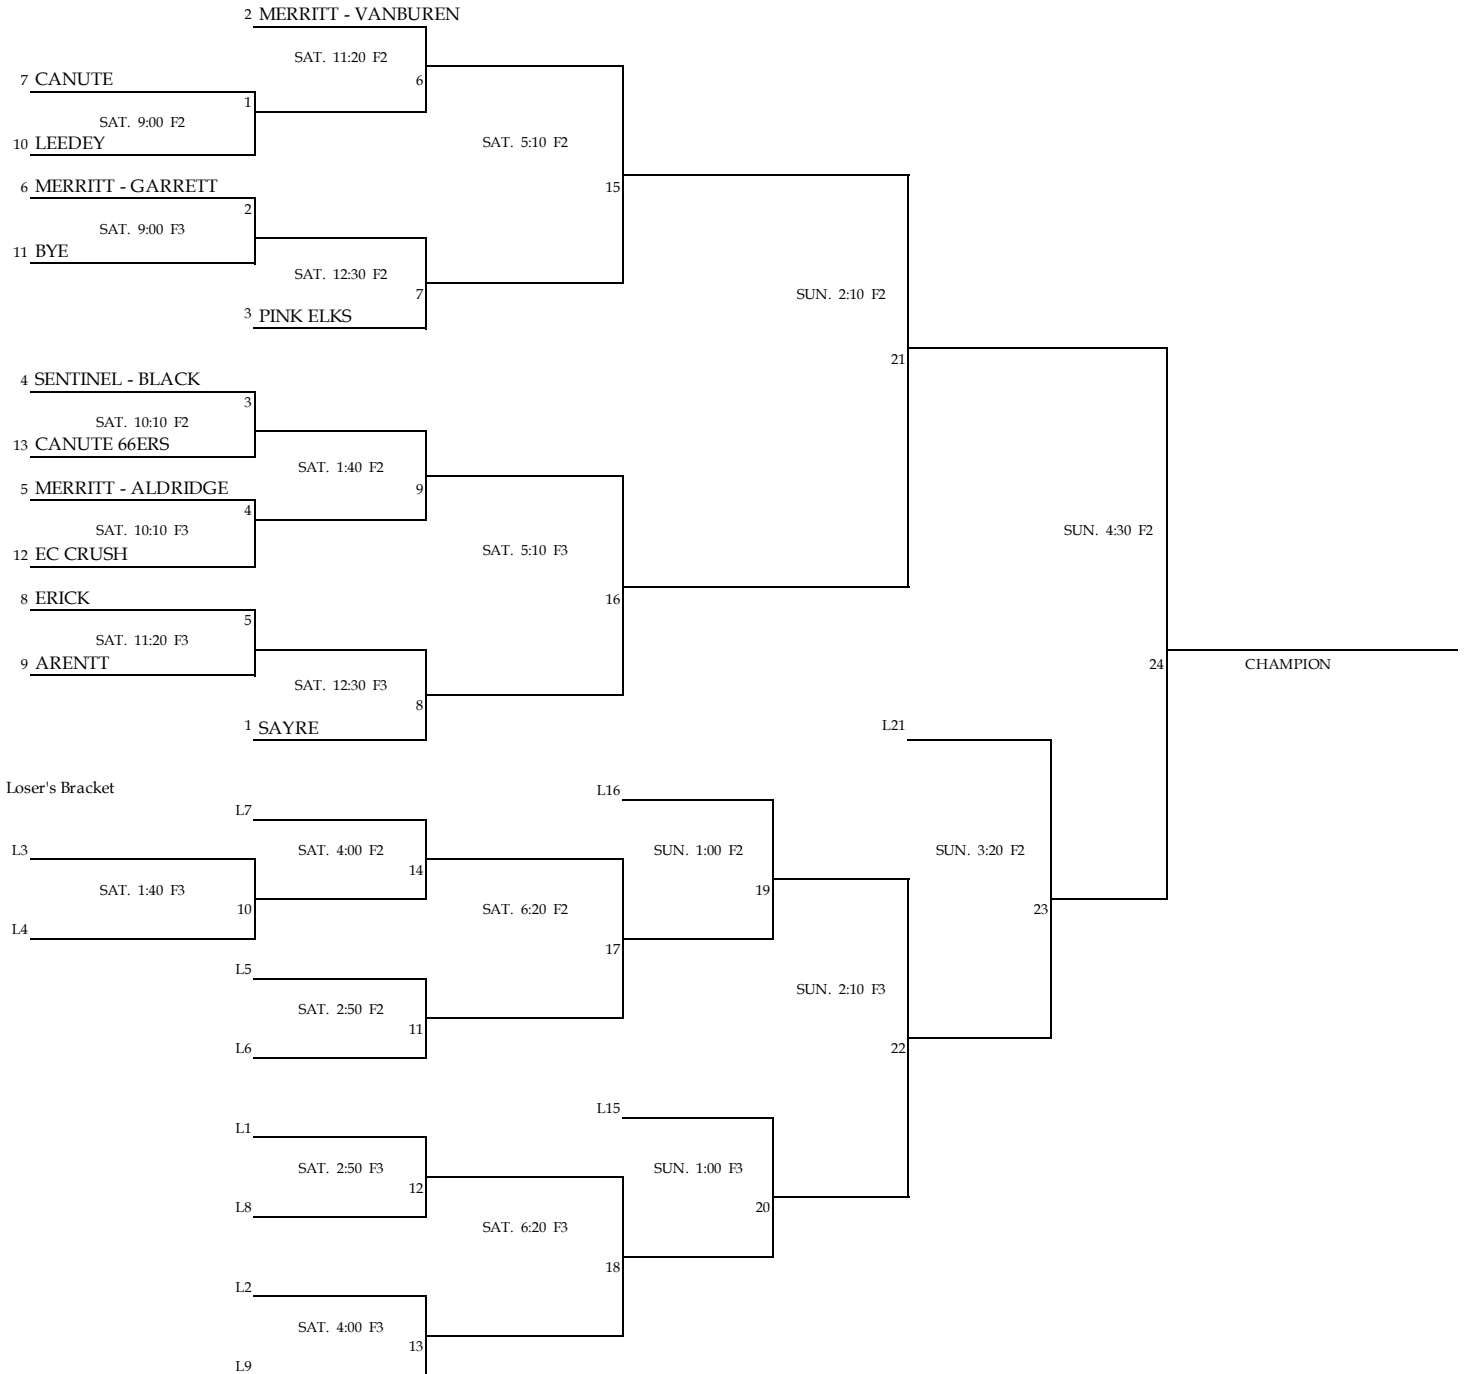 2 MERRITT - VANBUREN
SAT. 11:20 F2
6
7 CANUTE
1
SAT. 9:00 F2
10 LEEDEY
SAT. 5:10 F2
15
6 MERRITT - GARRETT
2
SAT. 9:00 F3
11 BYE
SAT. 12:30 F2
7
3 PINK ELKS
SUN. 2:10 F2
21
4 SENTINEL - BLACK
3
SAT. 10:10 F2
13 CANUTE 66ERS
SAT. 1:40 F2
9
5 MERRITT - ALDRIDGE
4
SAT. 10:10 F3
12 EC CRUSH
SAT. 5:10 F3
16
SUN. 4:30 F2
8 ERICK
5
SAT. 11:20 F3
9 ARENTT
SAT. 12:30 F3
8
1 SAYRE
24
CHAMPION
L21
Loser's Bracket
L7
L16
L3
SAT. 4:00 F2
14
SUN. 1:00 F2
SUN. 3:20 F2
SAT. 1:40 F3
10
19
23
L4
SAT. 6:20 F2
17
L5
SAT. 2:50 F2
11
L6
SUN. 2:10 F3
22
L15
L1
SAT. 2:50 F3
12
SUN. 1:00 F3
L8
20
SAT. 6:20 F3
18
L2
SAT. 4:00 F3
13
L9